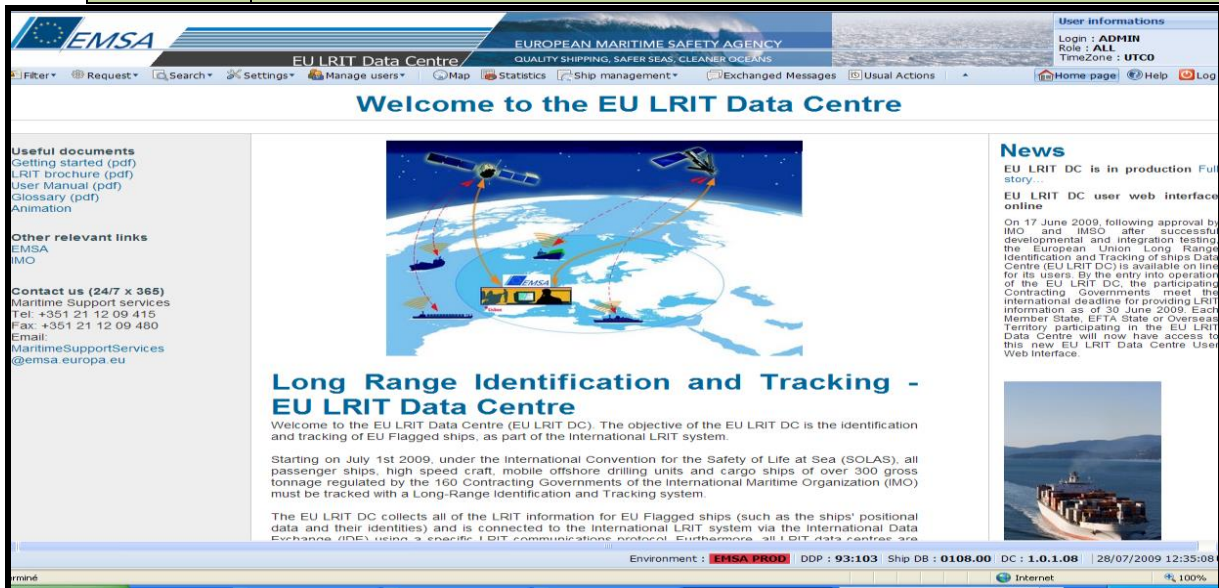 EMSA
EU LRIT Data Centre
EUROPEAN MARITIME SAFETY AGENCY
QUALITY SHIPPING, SAFER SEAS, CLEANER OCEANS
User informations
Login : ADMIN
Role : ALL
TimeZone : UTC0
Filter Request Search Settings Manage users Map Statistics Ship management Exchanged Messages Usual Actions Home page Help Log
Welcome to the EU LRIT Data Centre
Useful documents
Getting started (pdf)
LRIT brochure (pdf)
User Manual (pdf)
Glossary (pdf)
Animation
Other relevant links
EMSA
IMO
Contact us (24/7 x 365)
Maritime Support services
Tel: +351 21 12 09 415
Fax: +351 21 12 09 480
Email:
MaritimeSupportServices
@emsa.europa.eu
EMSA
Long Range Identification and Tracking -
EU LRIT Data Centre
Welcome to the EU LRIT Data Centre (EU LRIT DC). The objective of the EU LRIT DC is the identification
and tracking of EU Flagged ships, as part of the International LRIT system.
Starting on July 1st 2009, under the International Convention for the Safety of Life at Sea (SOLAS), all
passenger ships, high speed craft, mobile offshore drilling units and cargo ships of over 300 gross
tonnage regulated by the 160 Contracting Governments of the International Maritime Organization (IMO)
must be tracked with a Long-Range Identification and Tracking system.
The EU LRIT DC collects all of the LRIT information for EU Flagged ships (such as the ships' positional
data and their identities) and is connected to the International LRIT system via the International Data
Exchange (IDE) using a specific LRIT communications protocol. Furthermore, all LRIT data centres are
News
EU LRIT DC is in production Full
story...
EU LRIT DC user web interface
online
On 17 June 2009, following approval by
IMO and IMSO after successful
developmental and integration testing,
the European Union Long Range
Identification and Tracking of ships Data
Centre (EU LRIT DC) is available on line
for its users. By the entry into operation
of the EU LRIT DC, the participating
Contracting Governments meet the
international deadline for providing LRIT
information as of 30 June 2009. Each
Member State, EFTA State or Overseas
Territory participating in the EU LRIT
Data Centre will now have access to
this new EU LRIT Data Centre User
Web Interface.
Environment : EMSA PROD DDP : 93:103 Ship DB : 0108.00 DC : 1.0.1.08 28/07/2009 12:35:08
rminé Internet 100%